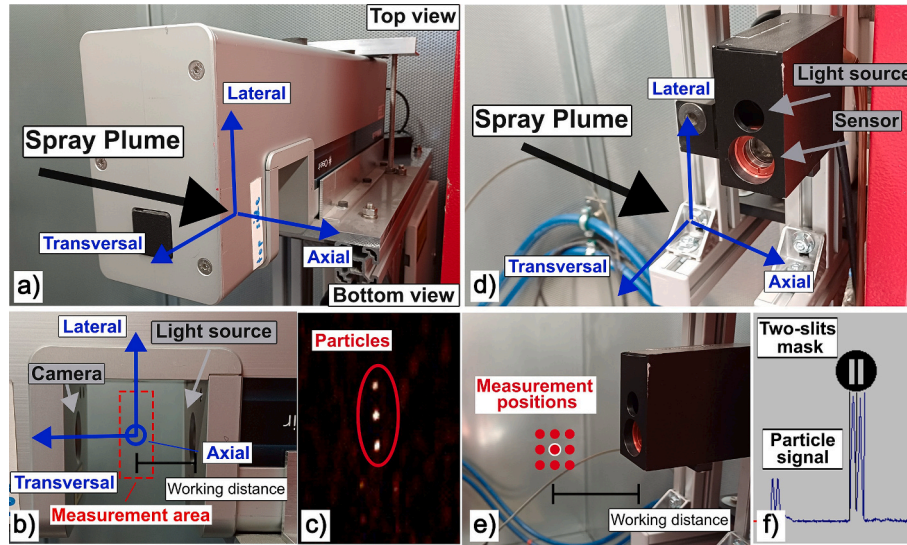 Top view
Lateral
Spray Plume
Transversal
Axial
Bottom view
a)
Lateral
Light source
Camera
Transversal
Axial
Working distance
Measurement area
b)
Particles
c)
Light source
Lateral
Sensor
Spray Plume
Transversal
Axial
d)
Measurement
positions
Working distance
e)
Two-slits
mask
Particle
signal
f)